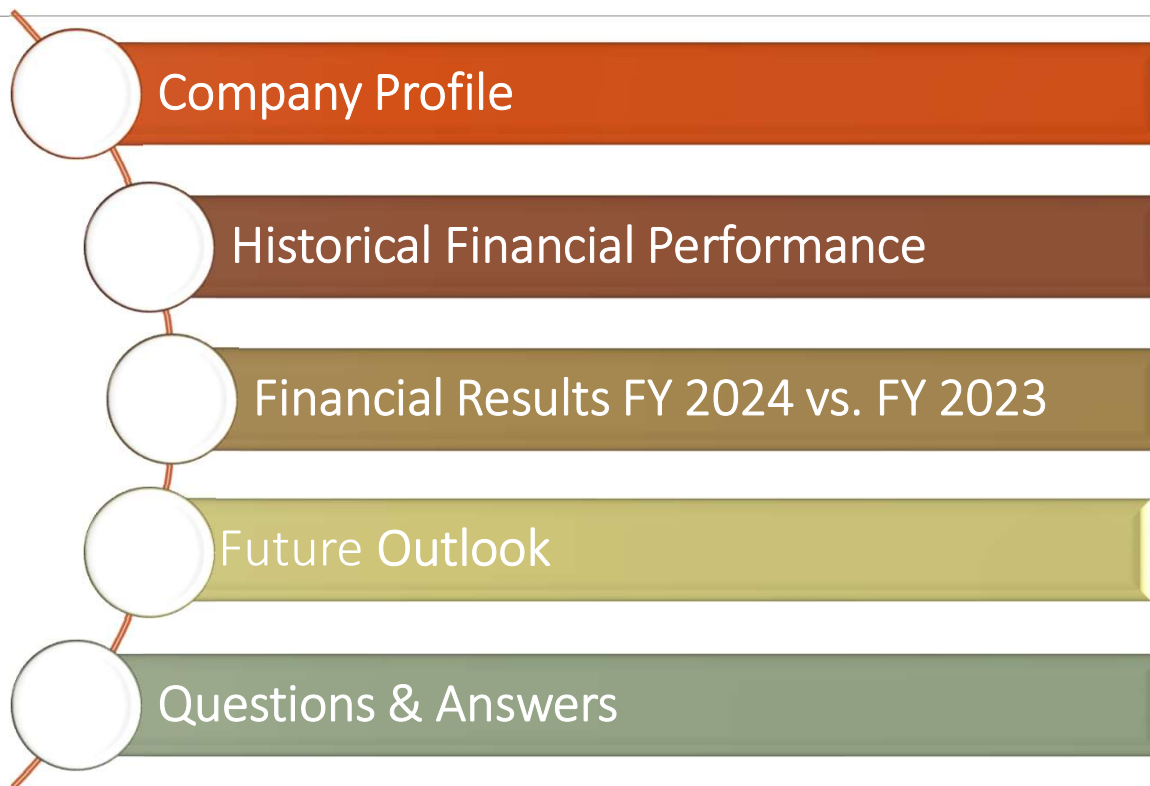 Company Profile
Historical Financial Performance
Financial Results FY 2024 vs. FY 2023
Future Outlook
Questions & Answers